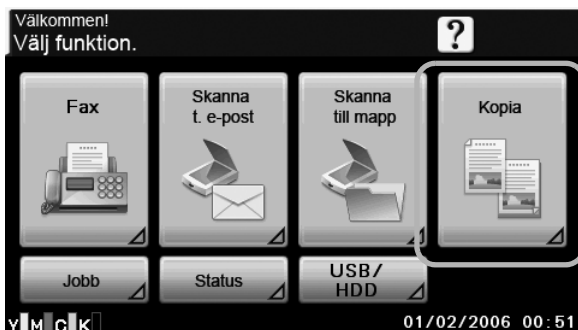 Välkommen!
Välj funktion.
?
Fax
Skanna
t. e-post
Skanna
till mapp
Kopia
Jobb
Status
USB/
HDD
Y M C K
01/02/2006 00:51